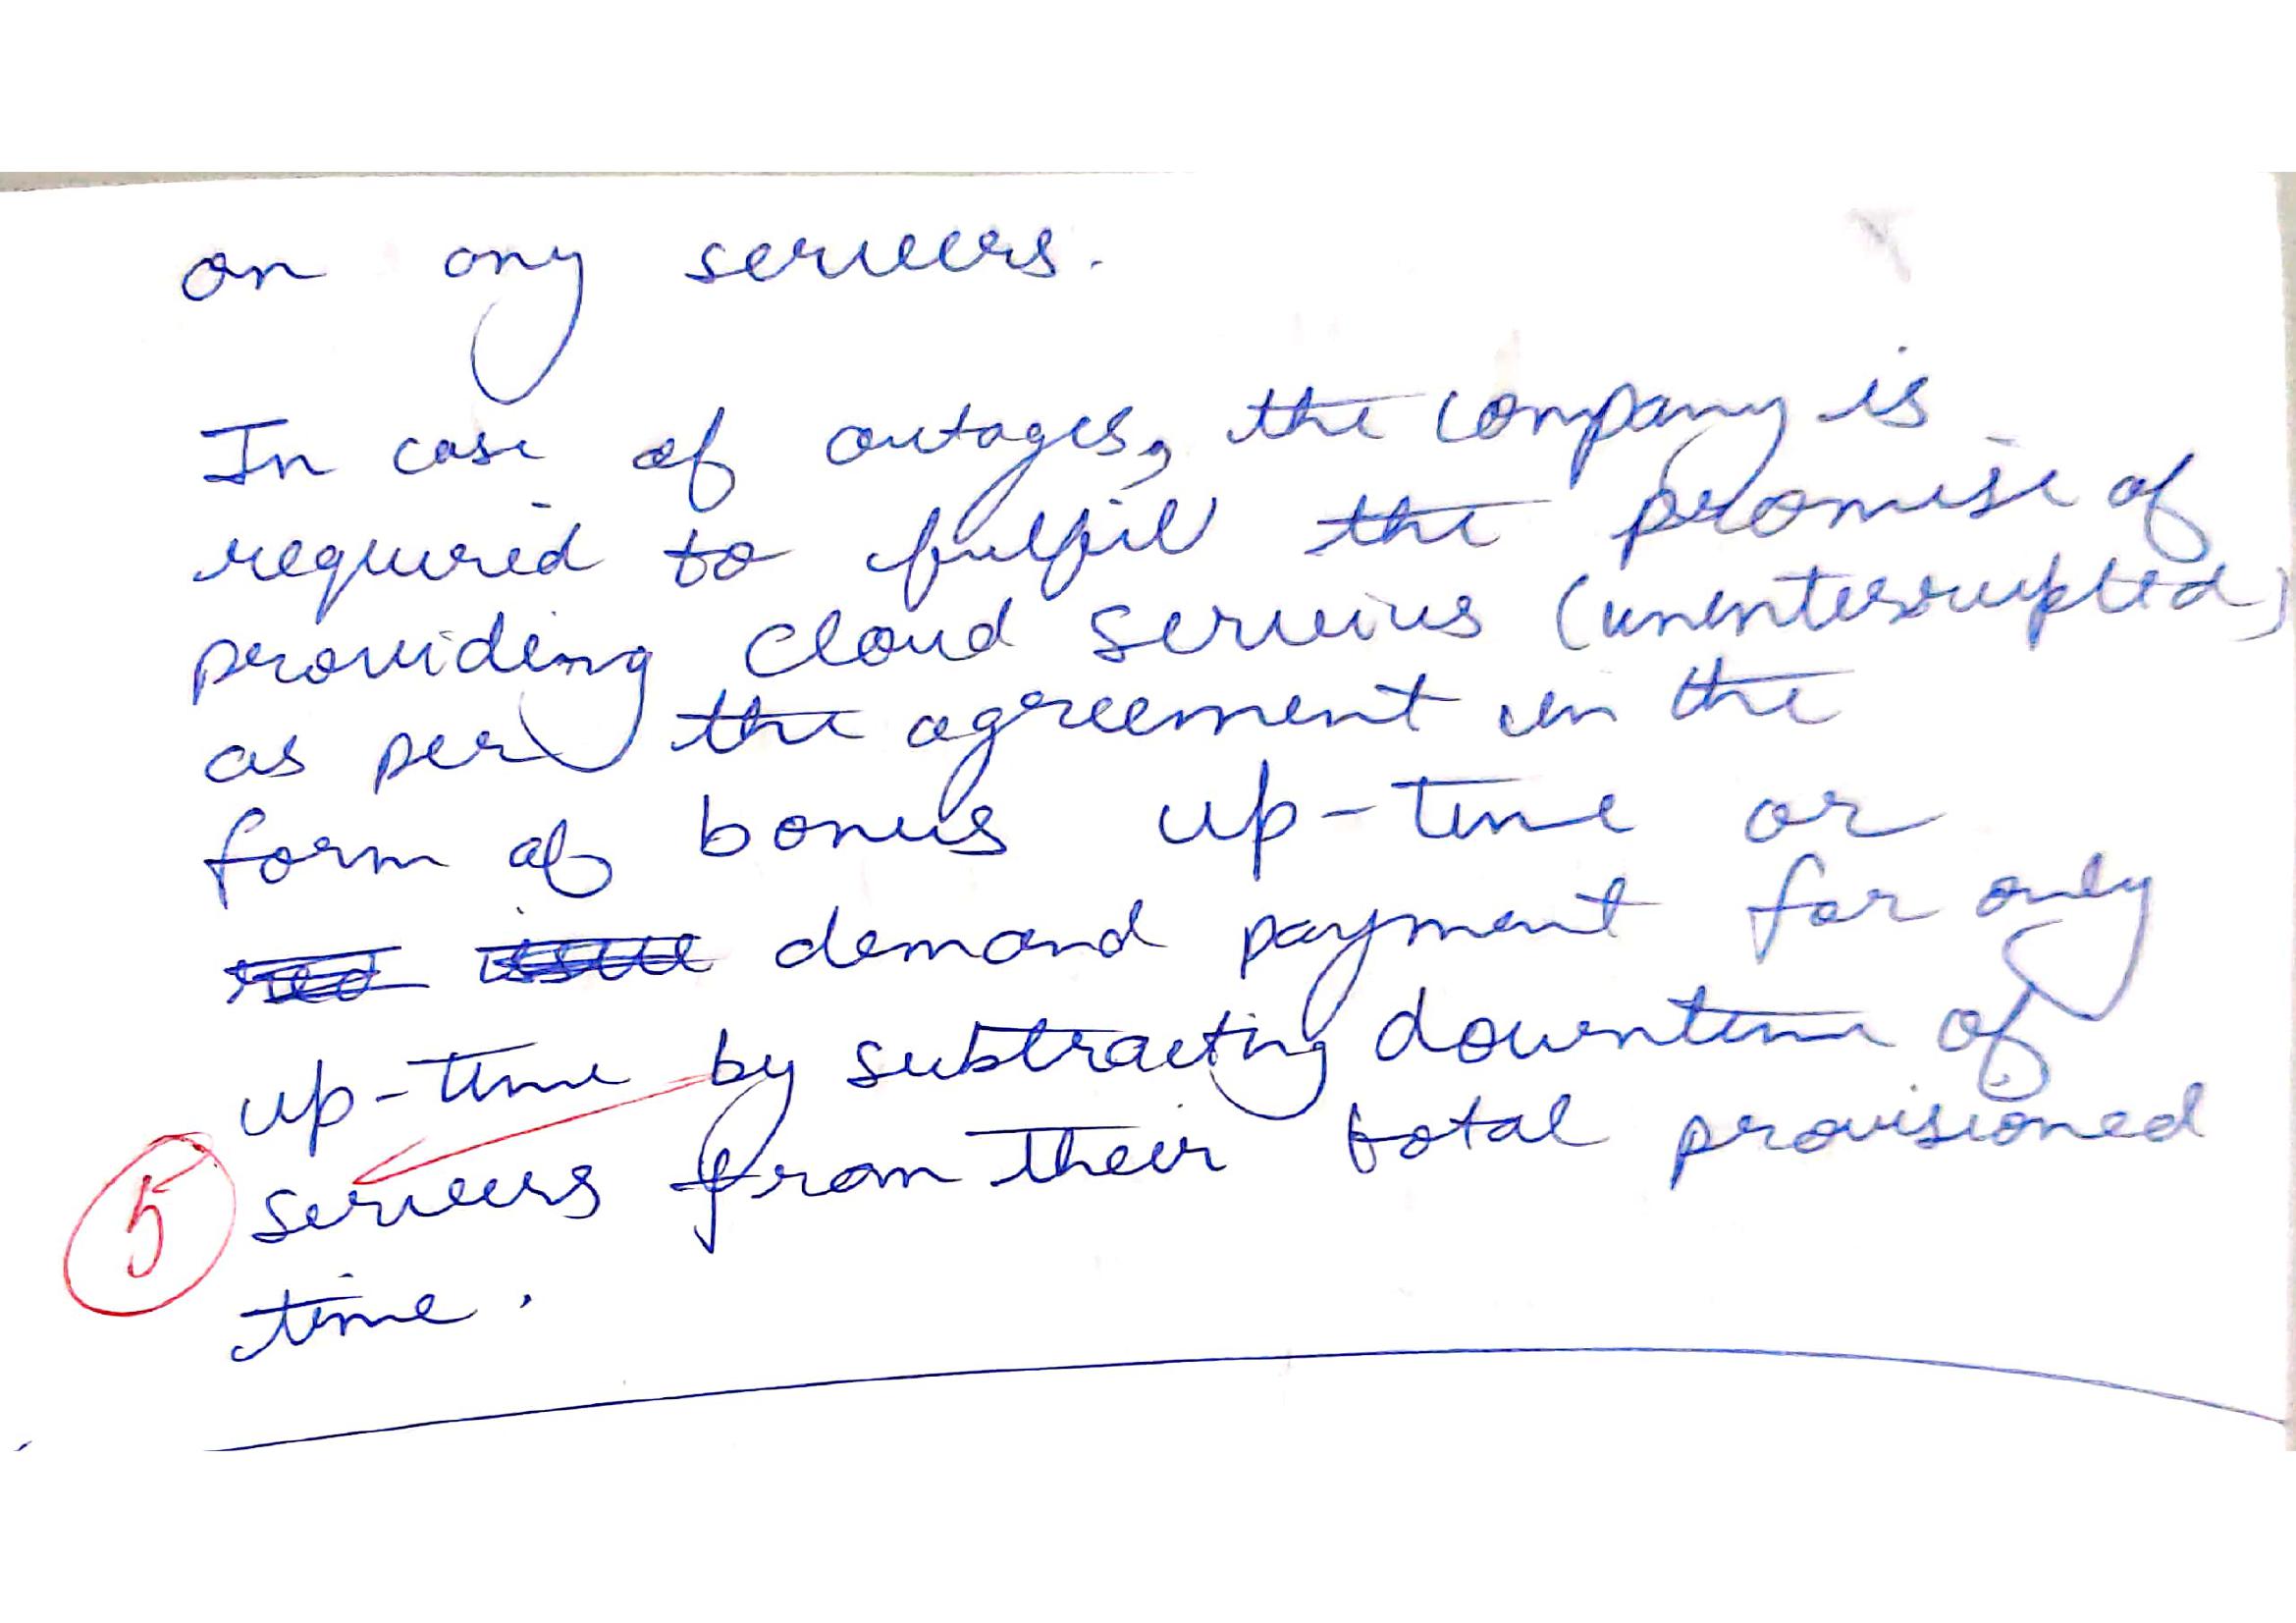 on any servers.
In case of outages, the company is
required to fulfil the promise of
providing cloud services (uninterrupted)
as per the agreement in the
form of bonus up-time or
demand payment for only
up-time by subtracting downtime of
5 servers from their total provisioned
time.